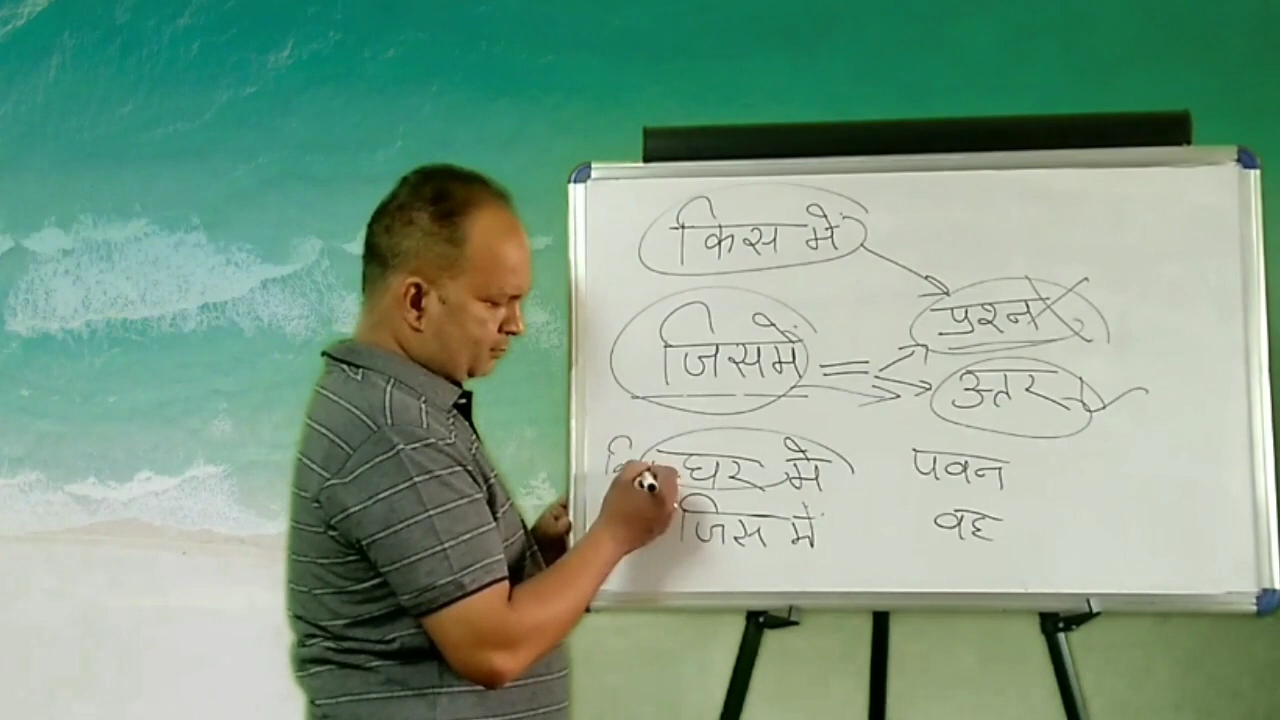 किस में
प्रश्न
जिसमें =
उत्तर
घर में पवन
जिस में वह